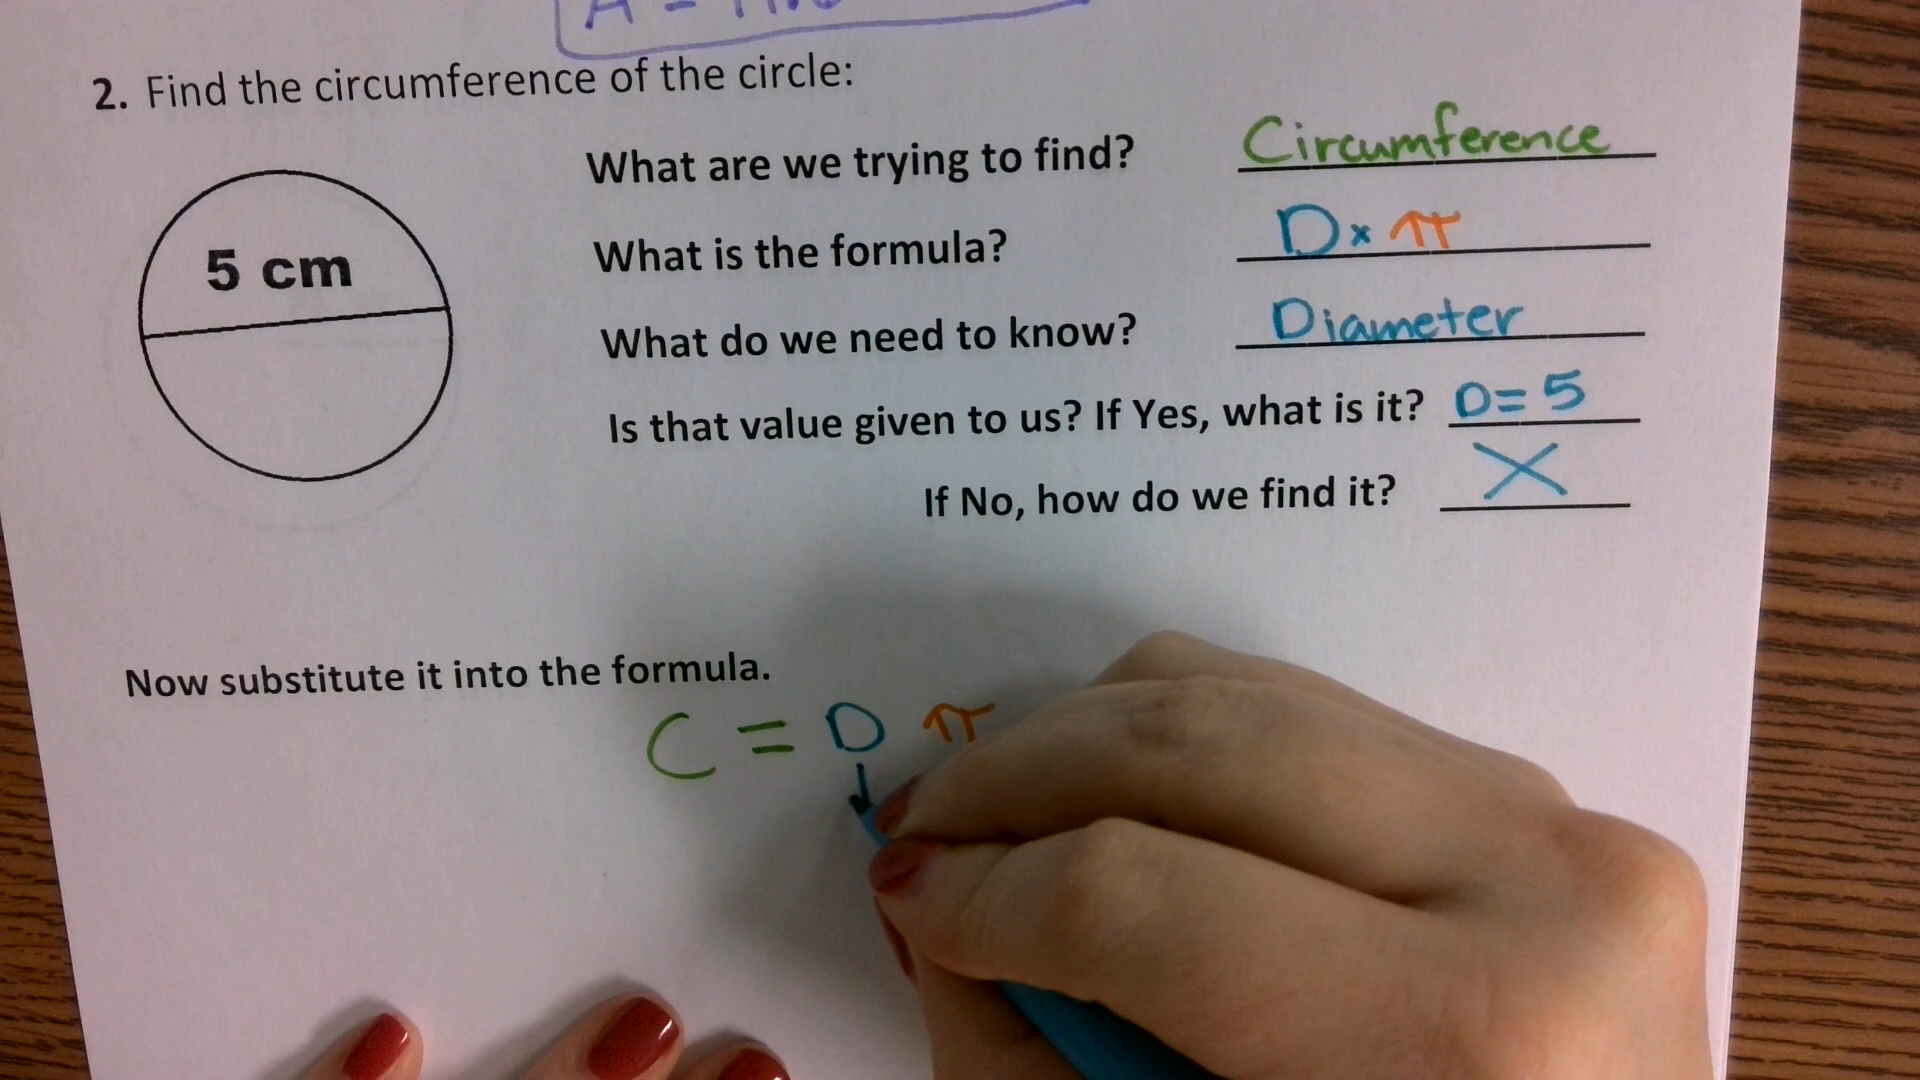 A =
2. Find the circumference of the circle:
What are we trying to find? Circumference
5 cm
What is the formula? D x π
What do we need to know? Diameter
Is that value given to us? If Yes, what is it? D = 5
If No, how do we find it? X
Now substitute it into the formula.
C = D π